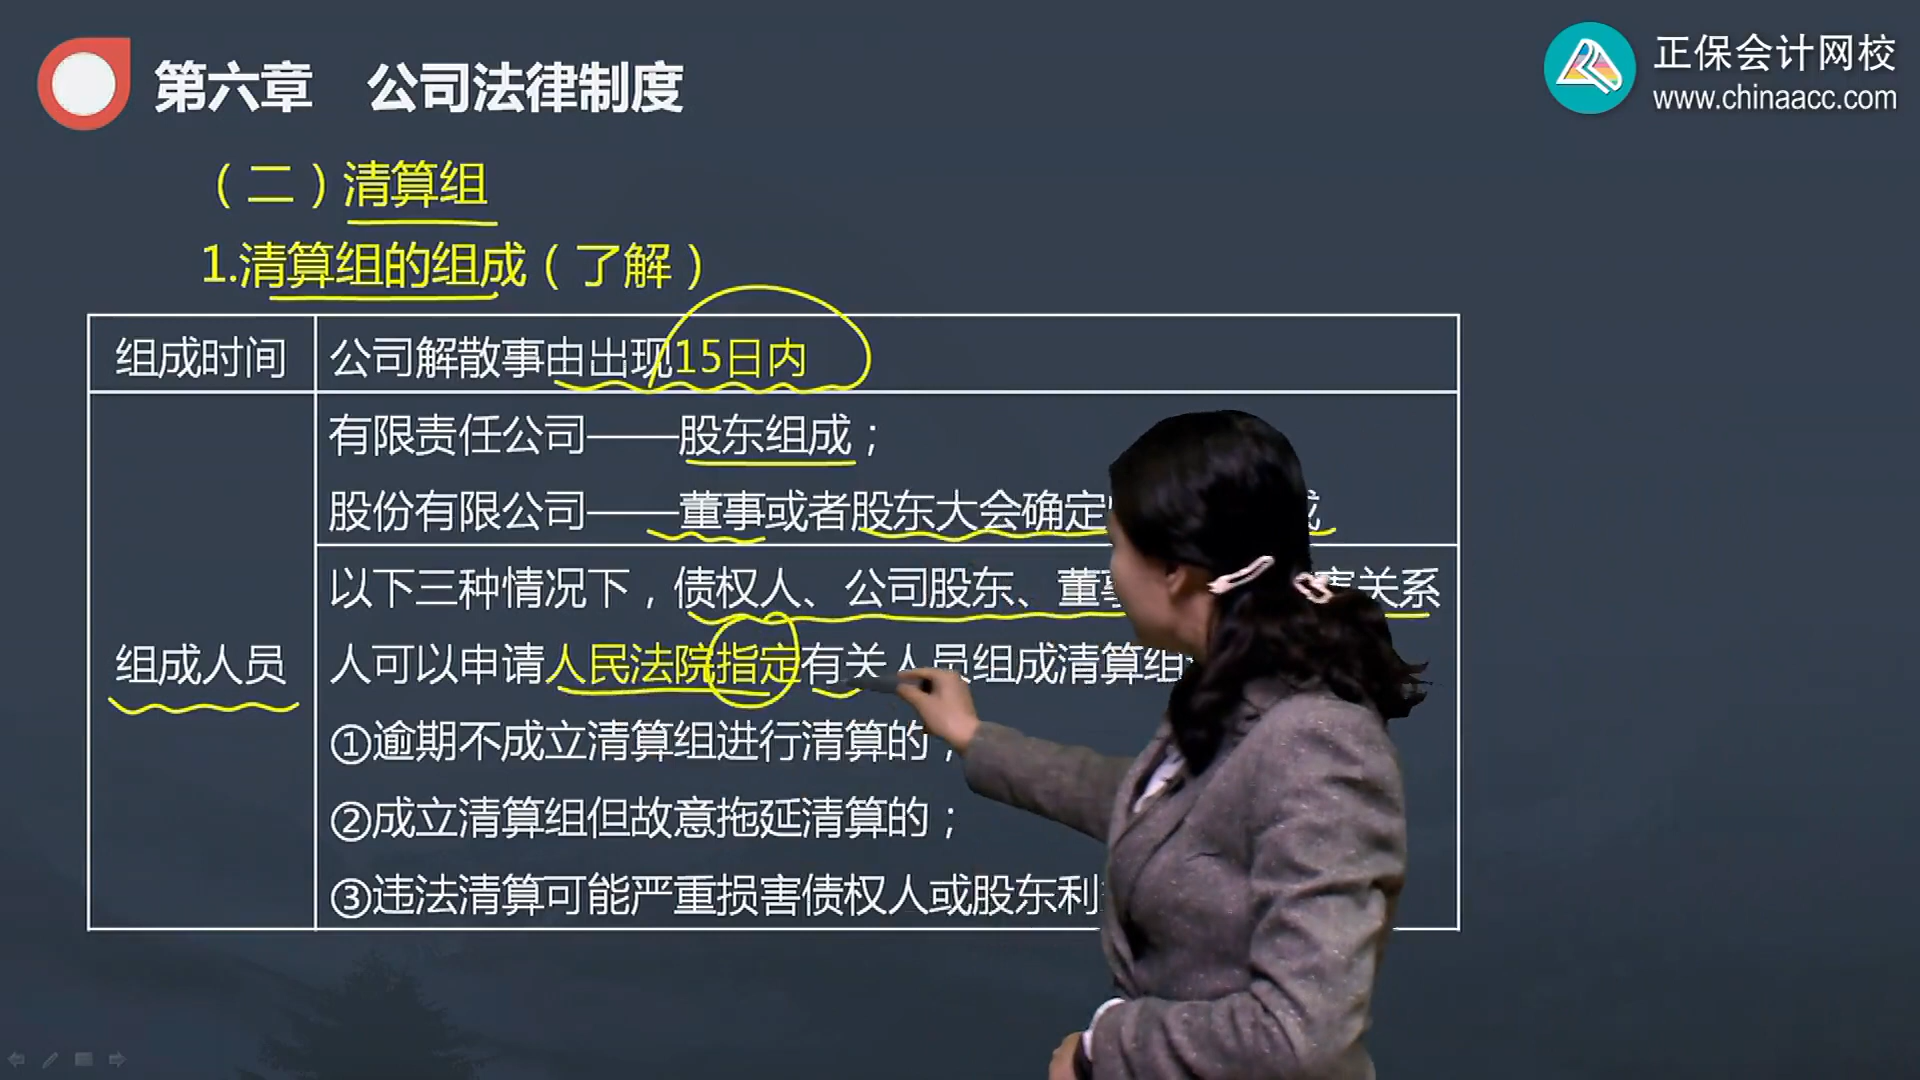 第六章 公司法律制度
正保会计网校
www.chinaacc.com
（二）清算组
1.清算组的组成（了解）
组成时间
公司解散事由出现15日内
组成人员
有限责任公司——股东组成；
股份有限公司——董事或者股东大会确定
以下三种情况下，债权人、公司股东、董事 关系
人可以申请人民法院指定有关人员组成清算组
①逾期不成立清算组进行清算的；
②成立清算组但故意拖延清算的；
③违法清算可能严重损害债权人或股东利